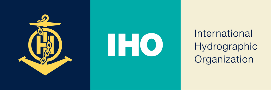 IHO
International
Hydrographic
Organization